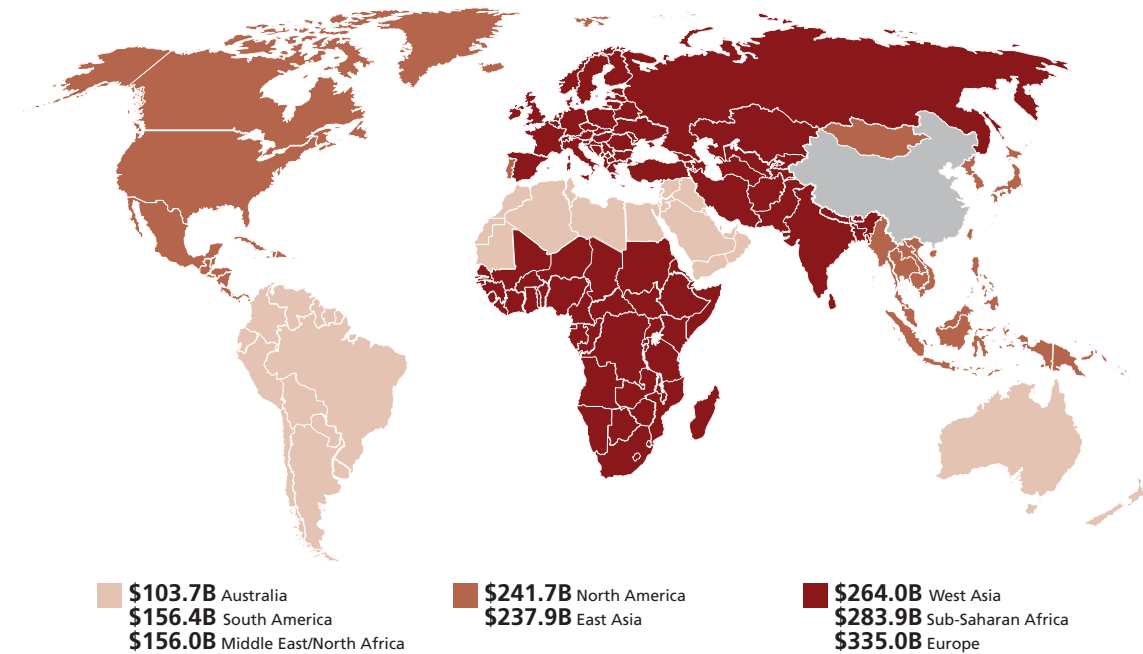 $103.7B Australia
$156.4B South America
$156.0B Middle East/North Africa
$241.7B North America
$237.9B East Asia
$264.0B West Asia
$283.9B Sub-Saharan Africa
$335.0B Europe